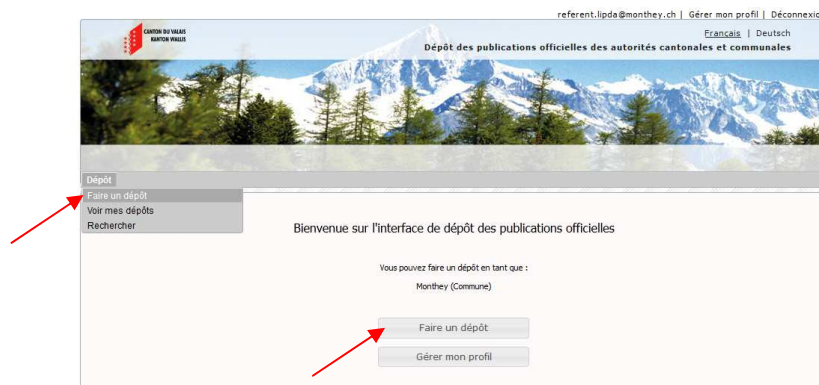 referent.lipda@monthey.ch | Gérer mon profil | Déconnexio
CANTON DU VALAIS
KANTON WALLIS
Français | Deutsch
Dépôt des publications officielles des autorités cantonales et communales
Dépôt
Faire un dépôt
Voir mes dépôts
Rechercher
Bienvenue sur l'interface de dépôt des publications officielles
Vous pouvez faire un dépôt en tant que :
Monthey (Commune)
Faire un dépôt
Gérer mon profil